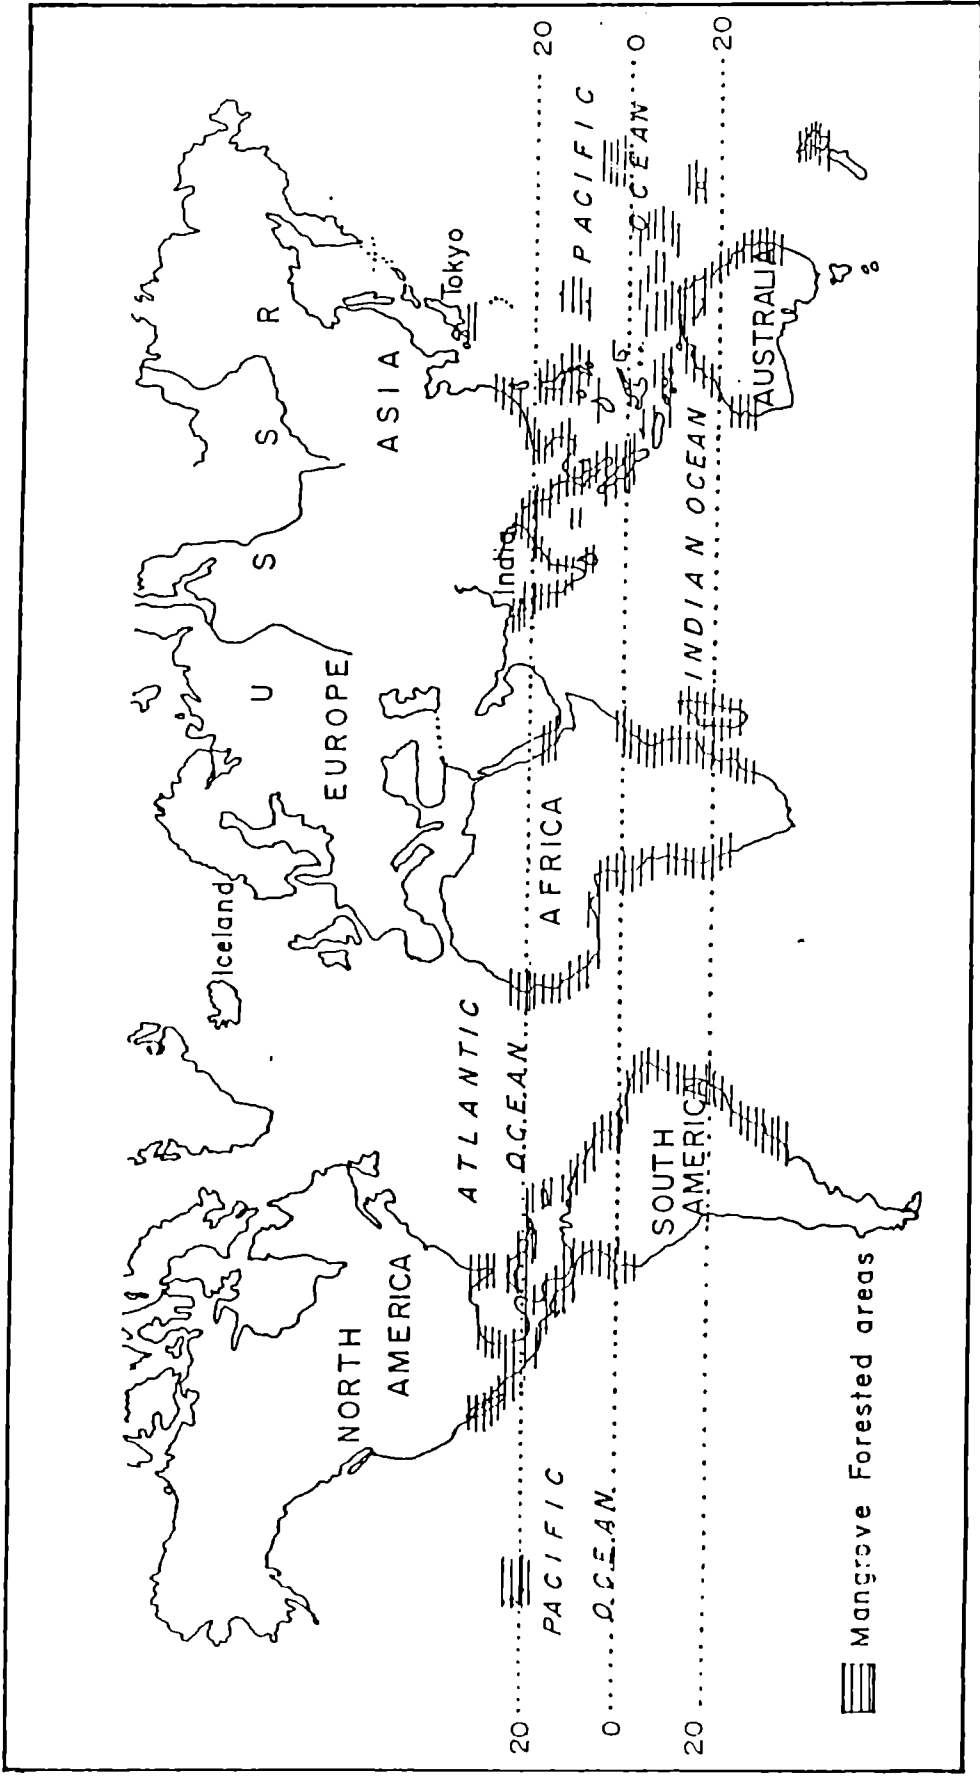 U S S R
Iceland
EUROPE
ASIA
Tokyo
NORTH
AMERICA
ATLANTIC
OCEAN
India
20 20
PACIFIC
OCEAN
AFRICA
PACIFIC
OCEAN
0 0
SOUTH
AMERICA
INDIAN OCEAN
20 20
AUSTRALIA
Mangrove Forested areas